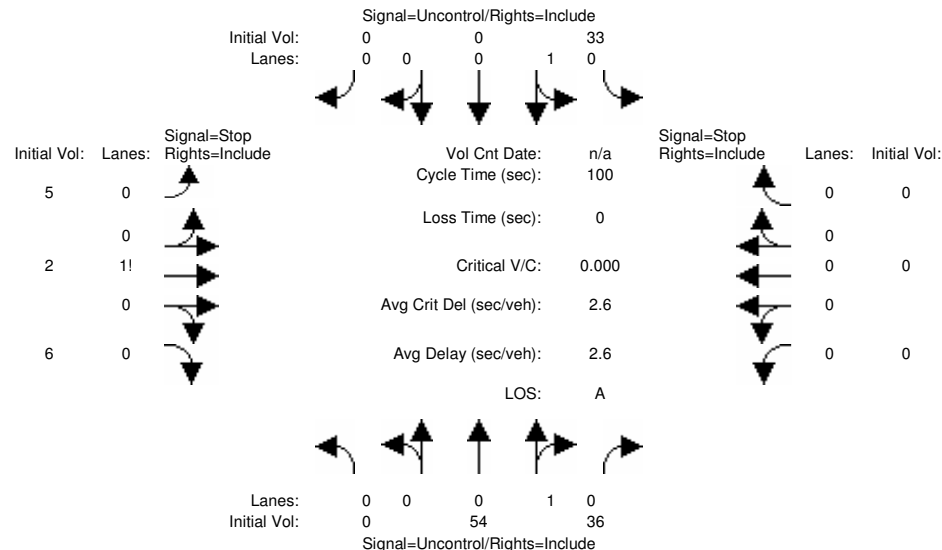 Signal=Uncontrol/Rights=Include
Initial Vol: 0 0 33
Lanes: 0 0 0 1 0
Signal=Stop
Initial Vol: Lanes: Rights=Include
Vol Cnt Date: n/a
Signal=Stop
Rights=Include Lanes: Initial Vol:
Cycle Time (sec): 100
5 0
0 0
Loss Time (sec): 0
0
0
2 1!
Critical V/C: 0.000
0 0
0
Avg Crit Del (sec/veh): 2.6
0
6 0
Avg Delay (sec/veh): 2.6
0 0
LOS: A
Lanes: 0 0 0 1 0
Initial Vol: 0 54 36
Signal=Uncontrol/Rights=Include